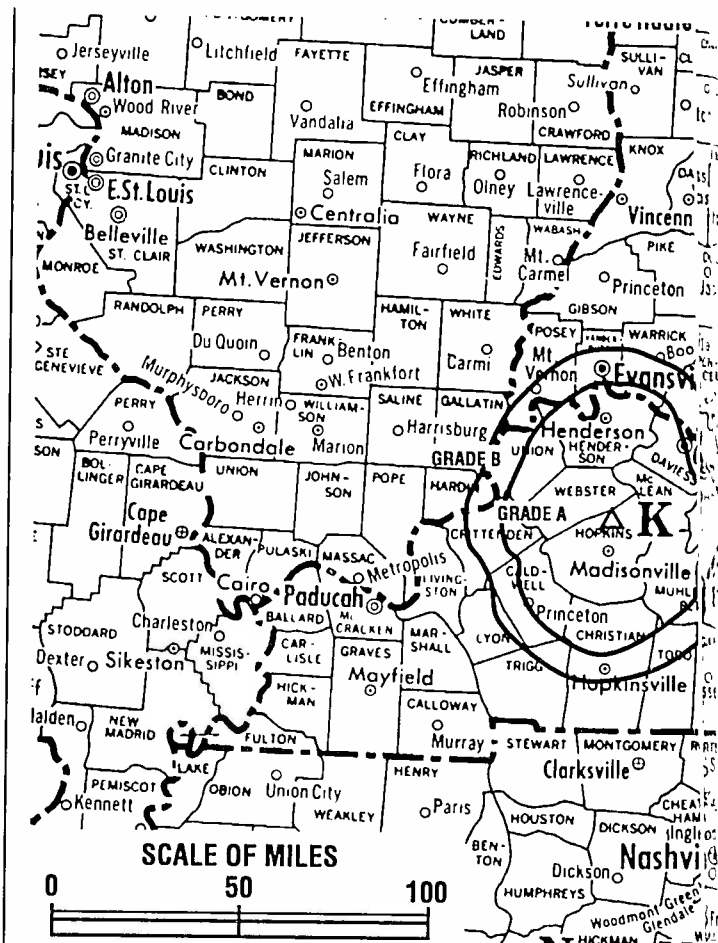 LAND
Jerseyville
Litchfield
FAYETTE
SULLI-
VAN
JASPER
Effingham
Sullivan
Alton
Wood River
BOND
Vandalia
EFFINGHAM
Robinson
CRAWFORD
MADISON
CLAY
Granite City
MARION
RICHLAND
LAWRENCE
KNOX
CLINTON
Salem
Flora
Olney
Lawrence-
ville
E.St.Louis
Centralia
WAYNE
Vincenn
Belleville
ST. CLAIR
JEFFERSON
EDWARDS
WABASH
PIKE
WASHINGTON
Fairfield
Mt.
Carmel
MONROE
Mt.Vernon
Princeton
GIBSON
RANDOLPH
PERRY
HAMIL-
TON
WHITE
POSEY
WARRICK
Du Quoin
FRANK-
LIN
Benton
Carmi
Mt
Vernon
Evansvi
STE
GENEVIEVE
W. Frankfort
Murphysboro
JACKSON
Herrin
WILLIAM-
SON
SALINE
GALLATIN
PERRY
Harrisburg
Henderson
Perryville
Carbondale
Marion
UNION
HENDER-
SON
DAVIES
GRADE B
BOL-
LINGER
CAPE
GIRARDEAU
UNION
JOHN-
SON
POPE
WEBSTER
Mc
LEAN
GRADE A
K
Cape
Girardeau
ALEXAN-
DER
PULASKI
MASSAC
CRITTENDEN
HOPKINS
Metropolis
Madisonville
SCOTT
LIVING-
STON
CALD-
WELL
Cairo
Paducah
Princeton
BALLARD
Mc
CRACKEN
STODDARD
Charleston
CHRISTIAN
LYON
MISSIS-
SIPPI
CAR-
LISLE
GRAVES
MAR-
SHALL
TRIGG
TODD
Dexter
Sikeston
Mayfield
Hopkinsville
HICK-
MAN
CALLOWAY
NEW
MADRID
FULTON
Murray
STEWART
MONTGOMERY
LAKE
HENRY
Clarksville
PEMISCOT
Union City
Kennett
OBION
Paris
HOUSTON
WEAKLEY
DICKSON
SCALE OF MILES
BEN-
TON
Nashvi
Dickson
0 50 100
HUMPHREYS
Woodmont Green
Glendale
HICKMAN